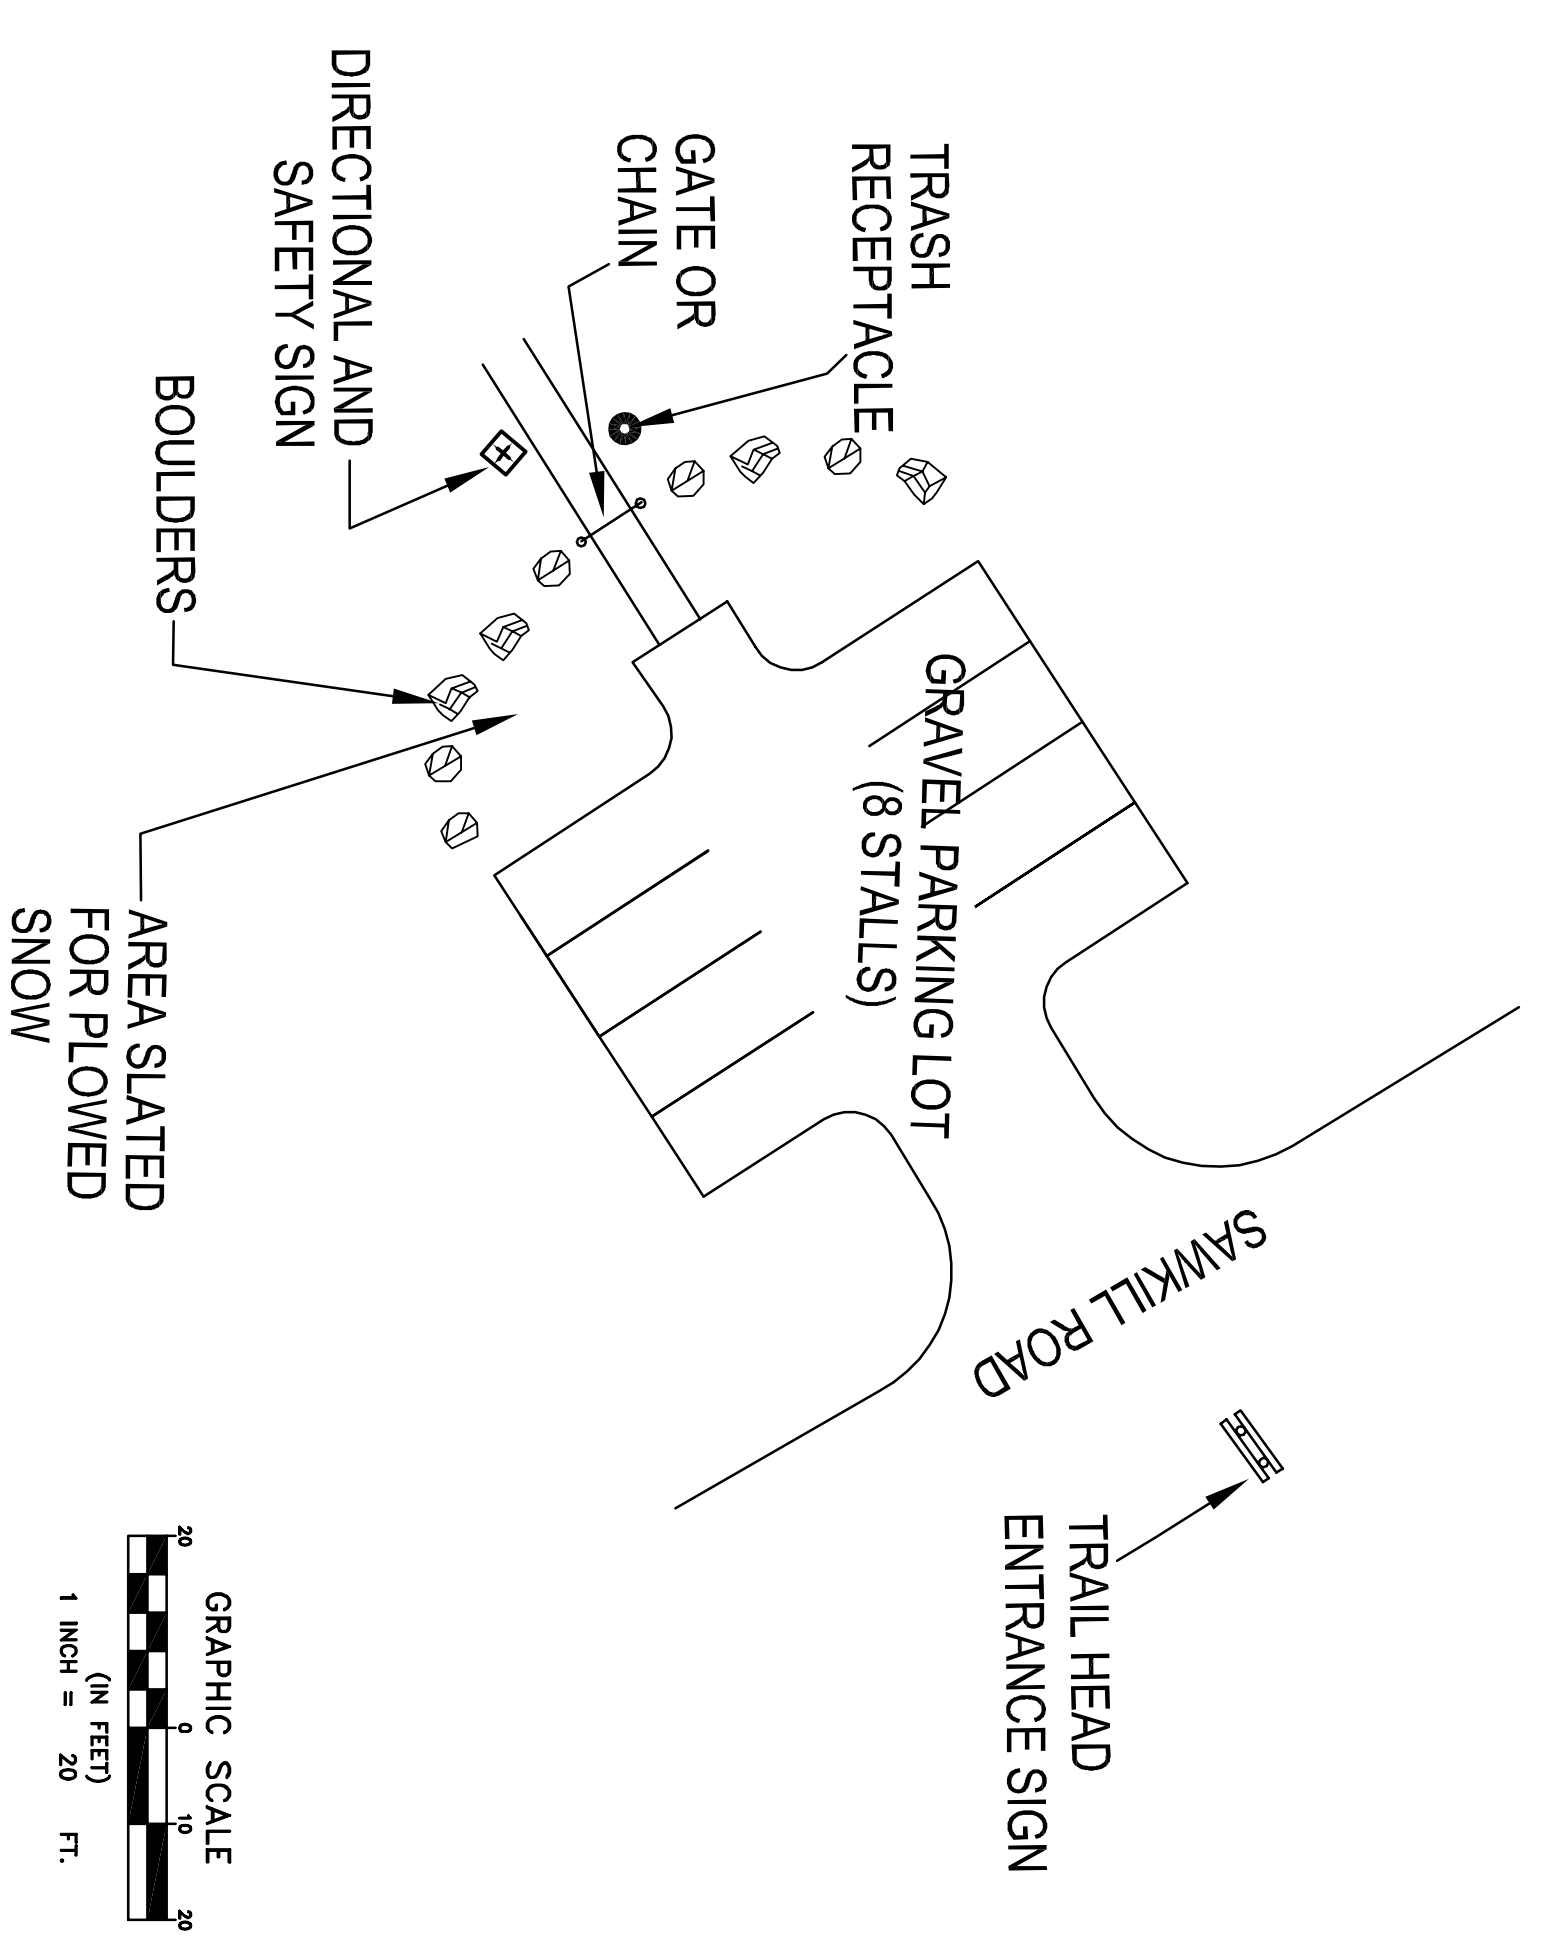 TRASH
RECEPTACLE
GATE OR
CHAIN
DIRECTIONAL AND
SAFETY SIGN
BOULDERS
GRAVEL PARKING LOT
(8 STALLS)
AREA SLATED
FOR PLOWED
SNOW
SAWKILL ROAD
TRAIL HEAD
ENTRANCE SIGN
GRAPHIC SCALE
20 0 10 20
(IN FEET)
1 INCH = 20 FT.